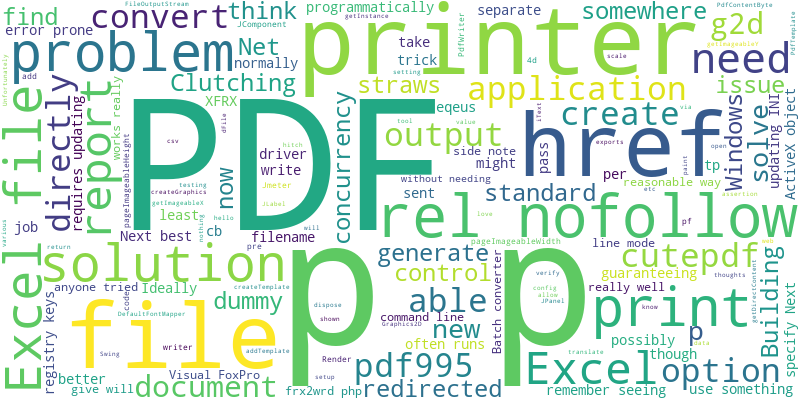 FileOutputStream
programmatically
getInstance
find
convert
think
separate
somewhere
PdfContentByte
error prone
JComponent
Net
printer
PdfWriter
take
g2d
PdfTemplate
problem
normally
trick
need
getImageableY
Unfortunately
add
Clutching
straws
setting
4d
scale
issue
works really
XFRX
application
Excel file
directly
requires updating
report
pageImageableHeight
csv
dFile
PDF
concurrency
eqeus
tool
value
iText
via
create
href
Windows
solve
updating INI
ActiveX object
hitch
driver
write
output
side note
might
pass
exports
open
tp
per
paint
reasonable way
testing
createGraphics
Jmeter
JLabel
now
without needing
sent
standard
etc
assertion
job
least
getImageableX
nothing
hello
will
rel nofollow
love
pf
various
Next best
cb
filename
pageImageableWidth
line mode
cutepdf
web
return
pre
solution
generate
control
verify
guaranteeing
thoughts
Building
specify Next
registry keys
anyone tried
code
Ideally
createTemplate
dummy
able
really well
config
allow
JPanel
print
know
getDirectContent
DefaultFontMapper
file
dispose
shown
command line
Graphics2D
new
p
p
p
Batch converter
possibly
though
data
Swing
writer
addTemplate
often runs
better
Visual FoxPro
Render
pdf995
translate
Excel
option
give will
document
setup
frx2wrd php
redirected
remember seeing
use something